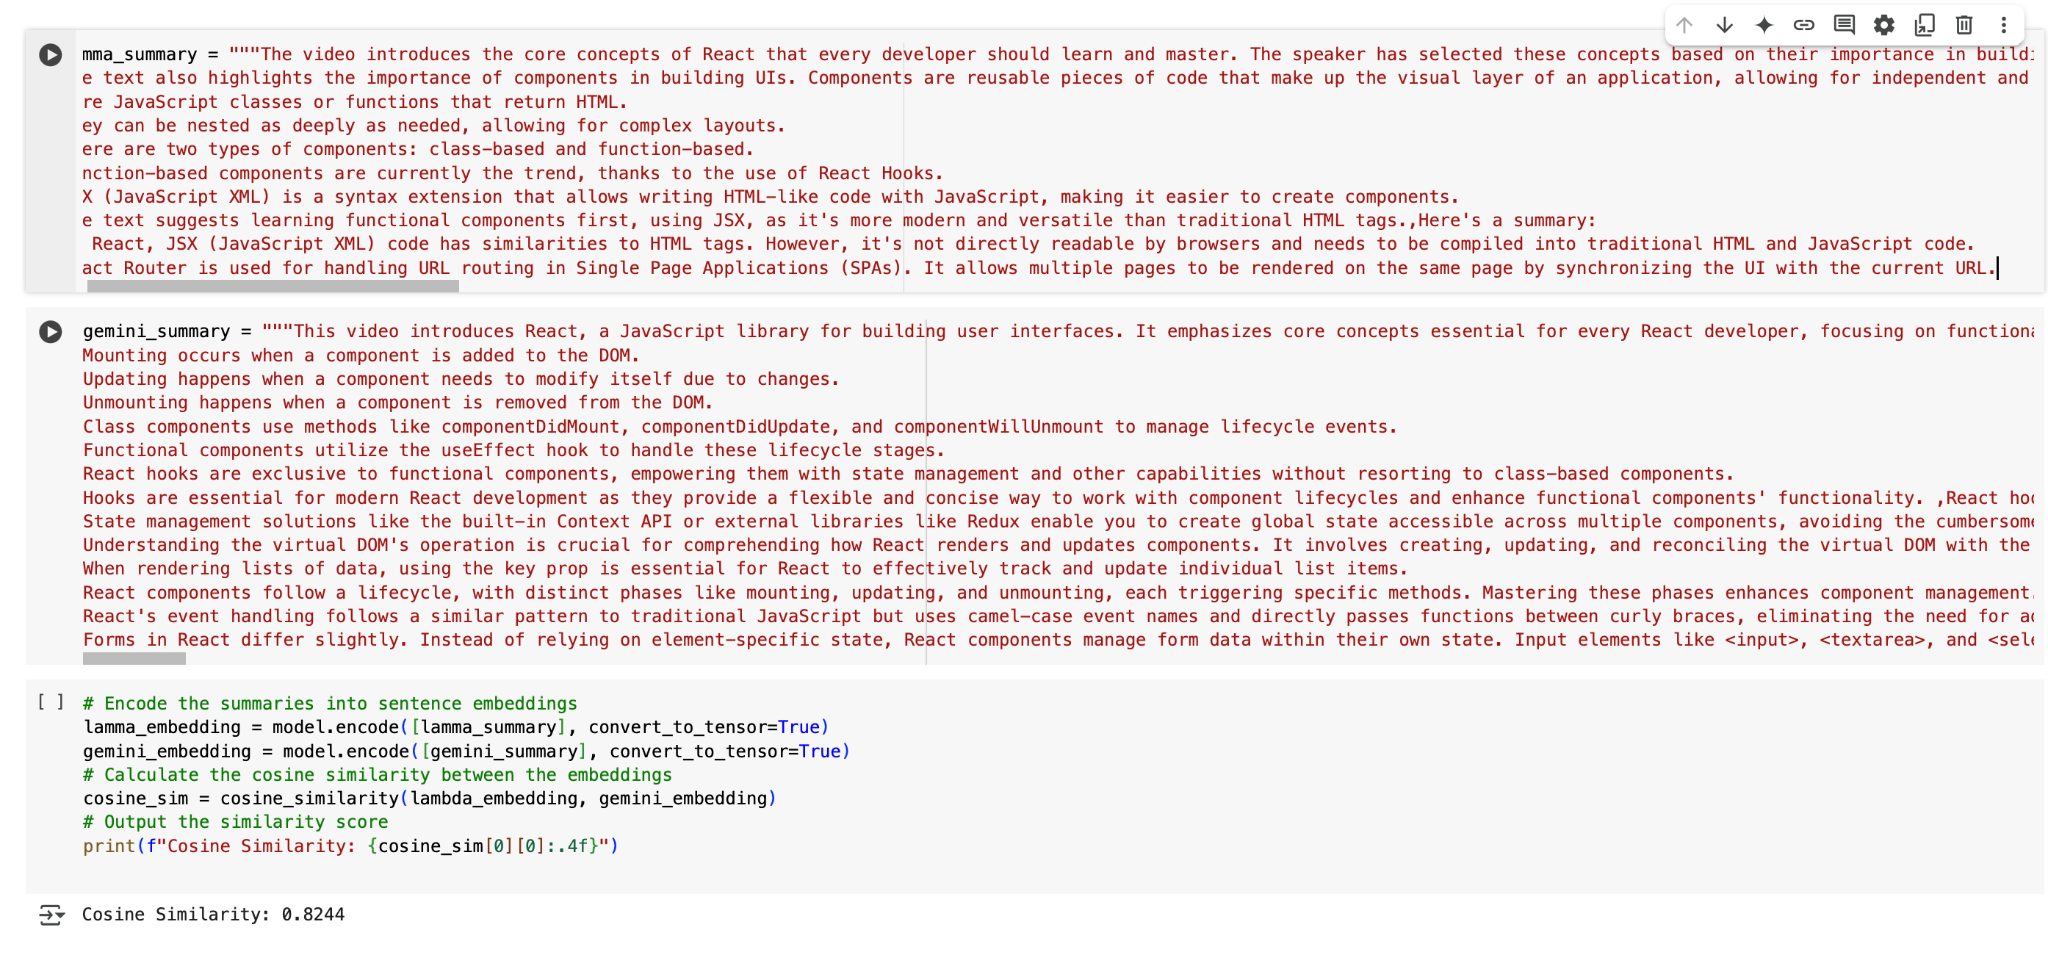 mma_summary = """The video introduces the core concepts of React that every developer should learn and master. The speaker has selected these concepts based on their importance in buildi
e text also highlights the importance of components in building UIs. Components are reusable pieces of code that make up the visual layer of an application, allowing for independent and
re JavaScript classes or functions that return HTML.
ey can be nested as deeply as needed, allowing for complex layouts.
ere are two types of components: class-based and function-based.
nction-based components are currently the trend, thanks to the use of React Hooks.
X (JavaScript XML) is a syntax extension that allows writing HTML-like code with JavaScript, making it easier to create components.
e text suggests learning functional components first, using JSX, as it's more modern and versatile than traditional HTML tags.,Here's a summary:
React, JSX (JavaScript XML) code has similarities to HTML tags. However, it's not directly readable by browsers and needs to be compiled into traditional HTML and JavaScript code.
act Router is used for handling URL routing in Single Page Applications (SPAs). It allows multiple pages to be rendered on the same page by synchronizing the UI with the current URL.
gemini_summary = """This video introduces React, a JavaScript library for building user interfaces. It emphasizes core concepts essential for every React developer, focusing on functiona
Mounting occurs when a component is added to the DOM.
Updating happens when a component needs to modify itself due to changes.
Unmounting happens when a component is removed from the DOM.
Class components use methods like componentDidMount, componentDidUpdate, and componentWillUnmount to manage lifecycle events.
Functional components utilize the useEffect hook to handle these lifecycle stages.
React hooks are exclusive to functional components, empowering them with state management and other capabilities without resorting to class-based components.
Hooks are essential for modern React development as they provide a flexible and concise way to work with component lifecycles and enhance functional components' functionality. ,React hoo
State management solutions like the built-in Context API or external libraries like Redux enable you to create global state accessible across multiple components, avoiding the cumbersome
Understanding the virtual DOM's operation is crucial for comprehending how React renders and updates components. It involves creating, updating, and reconciling the virtual DOM with the
When rendering lists of data, using the key prop is essential for React to effectively track and update individual list items.
React components follow a lifecycle, with distinct phases like mounting, updating, and unmounting, each triggering specific methods. Mastering these phases enhances component management.
React's event handling follows a similar pattern to traditional JavaScript but uses camel-case event names and directly passes functions between curly braces, eliminating the need for ad
Forms in React differ slightly. Instead of relying on element-specific state, React components manage form data within their own state. Input elements like <input>, <textarea>, and <sele
[ ] # Encode the summaries into sentence embeddings
lamma_embedding = model.encode([lamma_summary], convert_to_tensor=True)
gemini_embedding = model.encode([gemini_summary], convert_to_tensor=True)
# Calculate the cosine similarity between the embeddings
cosine_sim = cosine_similarity(lambda_embedding, gemini_embedding)
# Output the similarity score
print(f"Cosine Similarity: {cosine_sim[0][0]:.4f}")
Cosine Similarity: 0.8244